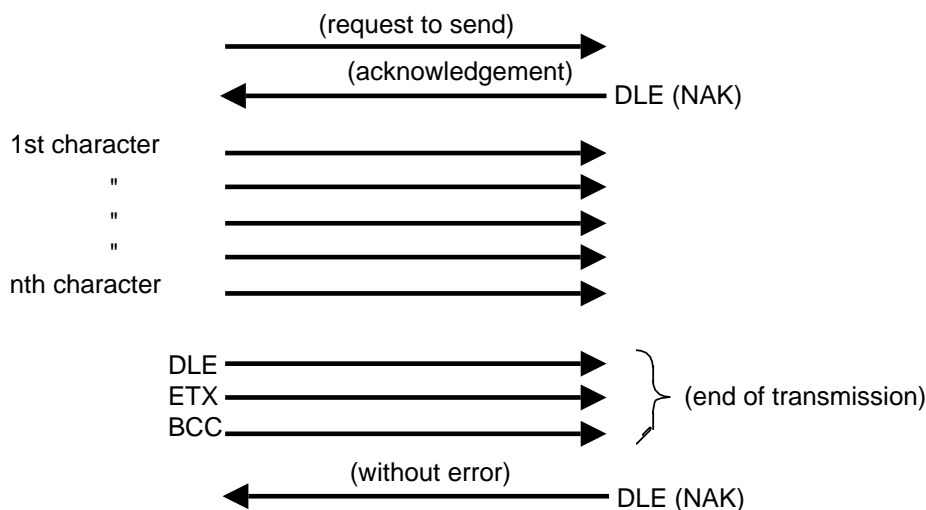 (request to send)
(acknowledgement)
DLE (NAK)
1st character
"
"
"
nth character
DLE
ETX
BCC
(end of transmission)
(without error)
DLE (NAK)